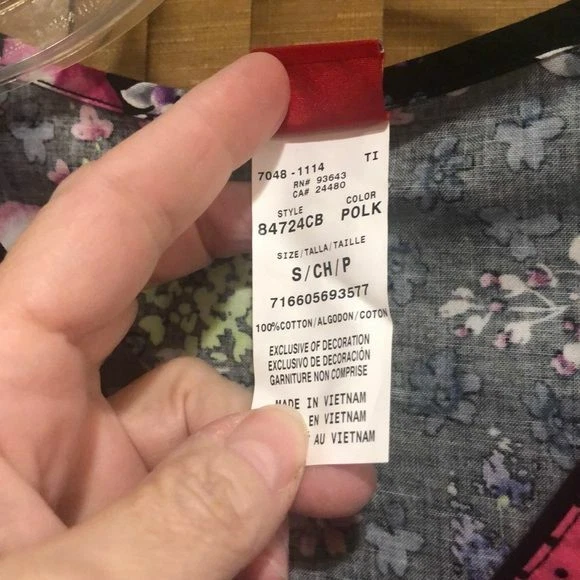 7048-1114 TI
RN# 93643
CA# 24480
STYLE COLOR
84724CB POLK
SIZE/TALLA/TAILLE
S/CH/P
716605693577
100%COTTON/ALGODON/COTON
EXCLUSIVE OF DECORATION
EXCLUSIVO DE DECORACIÓN
GARNITURE NON COMPRISE
MADE IN VIETNAM
EN VIETNAM
AU VIETNAM